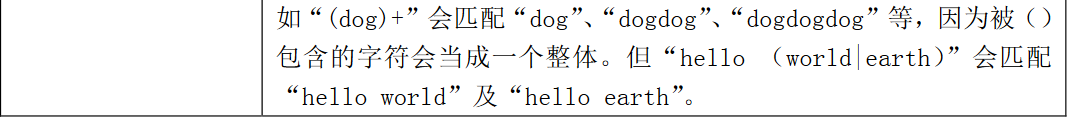 如“(dog)+”会匹配“dog”、“dogdog”、“dogdogdog”等，因为被（）
包含的字符会当成一个整体。但“hello （world|earth）”会匹配
“hello world”及“hello earth”。